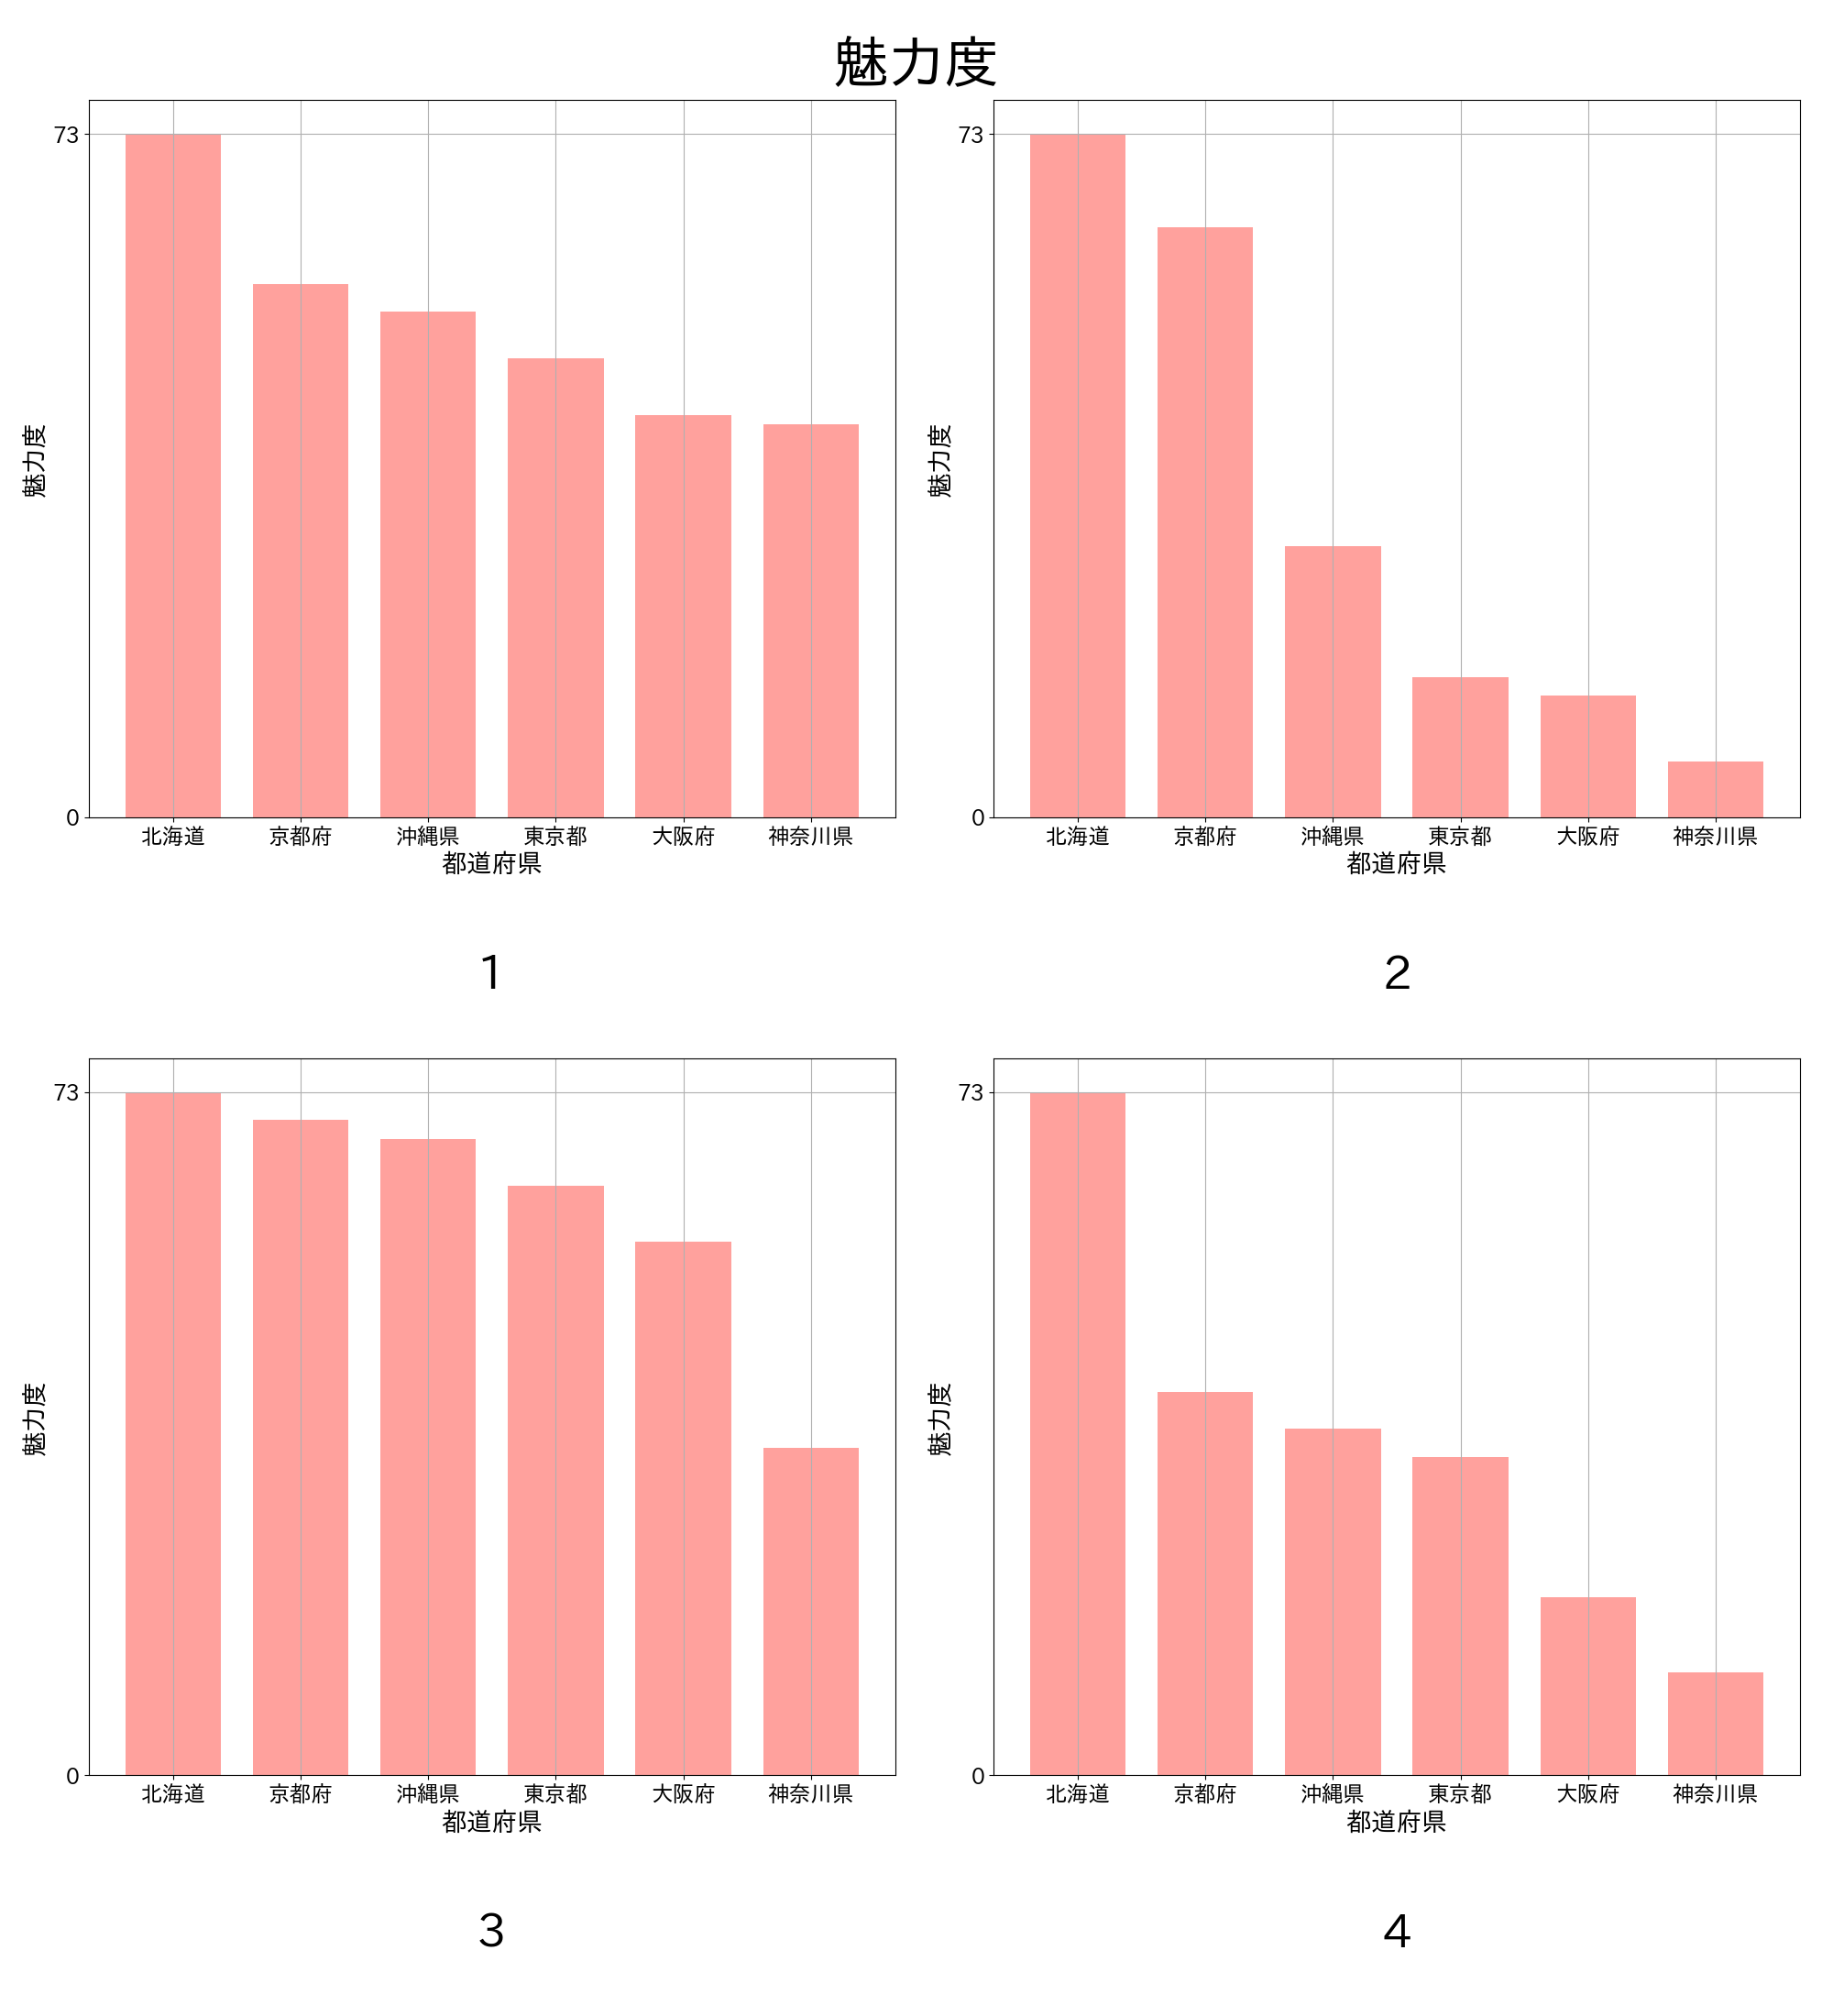 魅力度
73
0
魅力度
北海道 京都府 沖縄県 東京都 大阪府 神奈川県
都道府県
1
73
0
魅力度
北海道 京都府 沖縄県 東京都 大阪府 神奈川県
都道府県
2
73
0
魅力度
北海道 京都府 沖縄県 東京都 大阪府 神奈川県
都道府県
3
73
0
魅力度
北海道 京都府 沖縄県 東京都 大阪府 神奈川県
都道府県
4